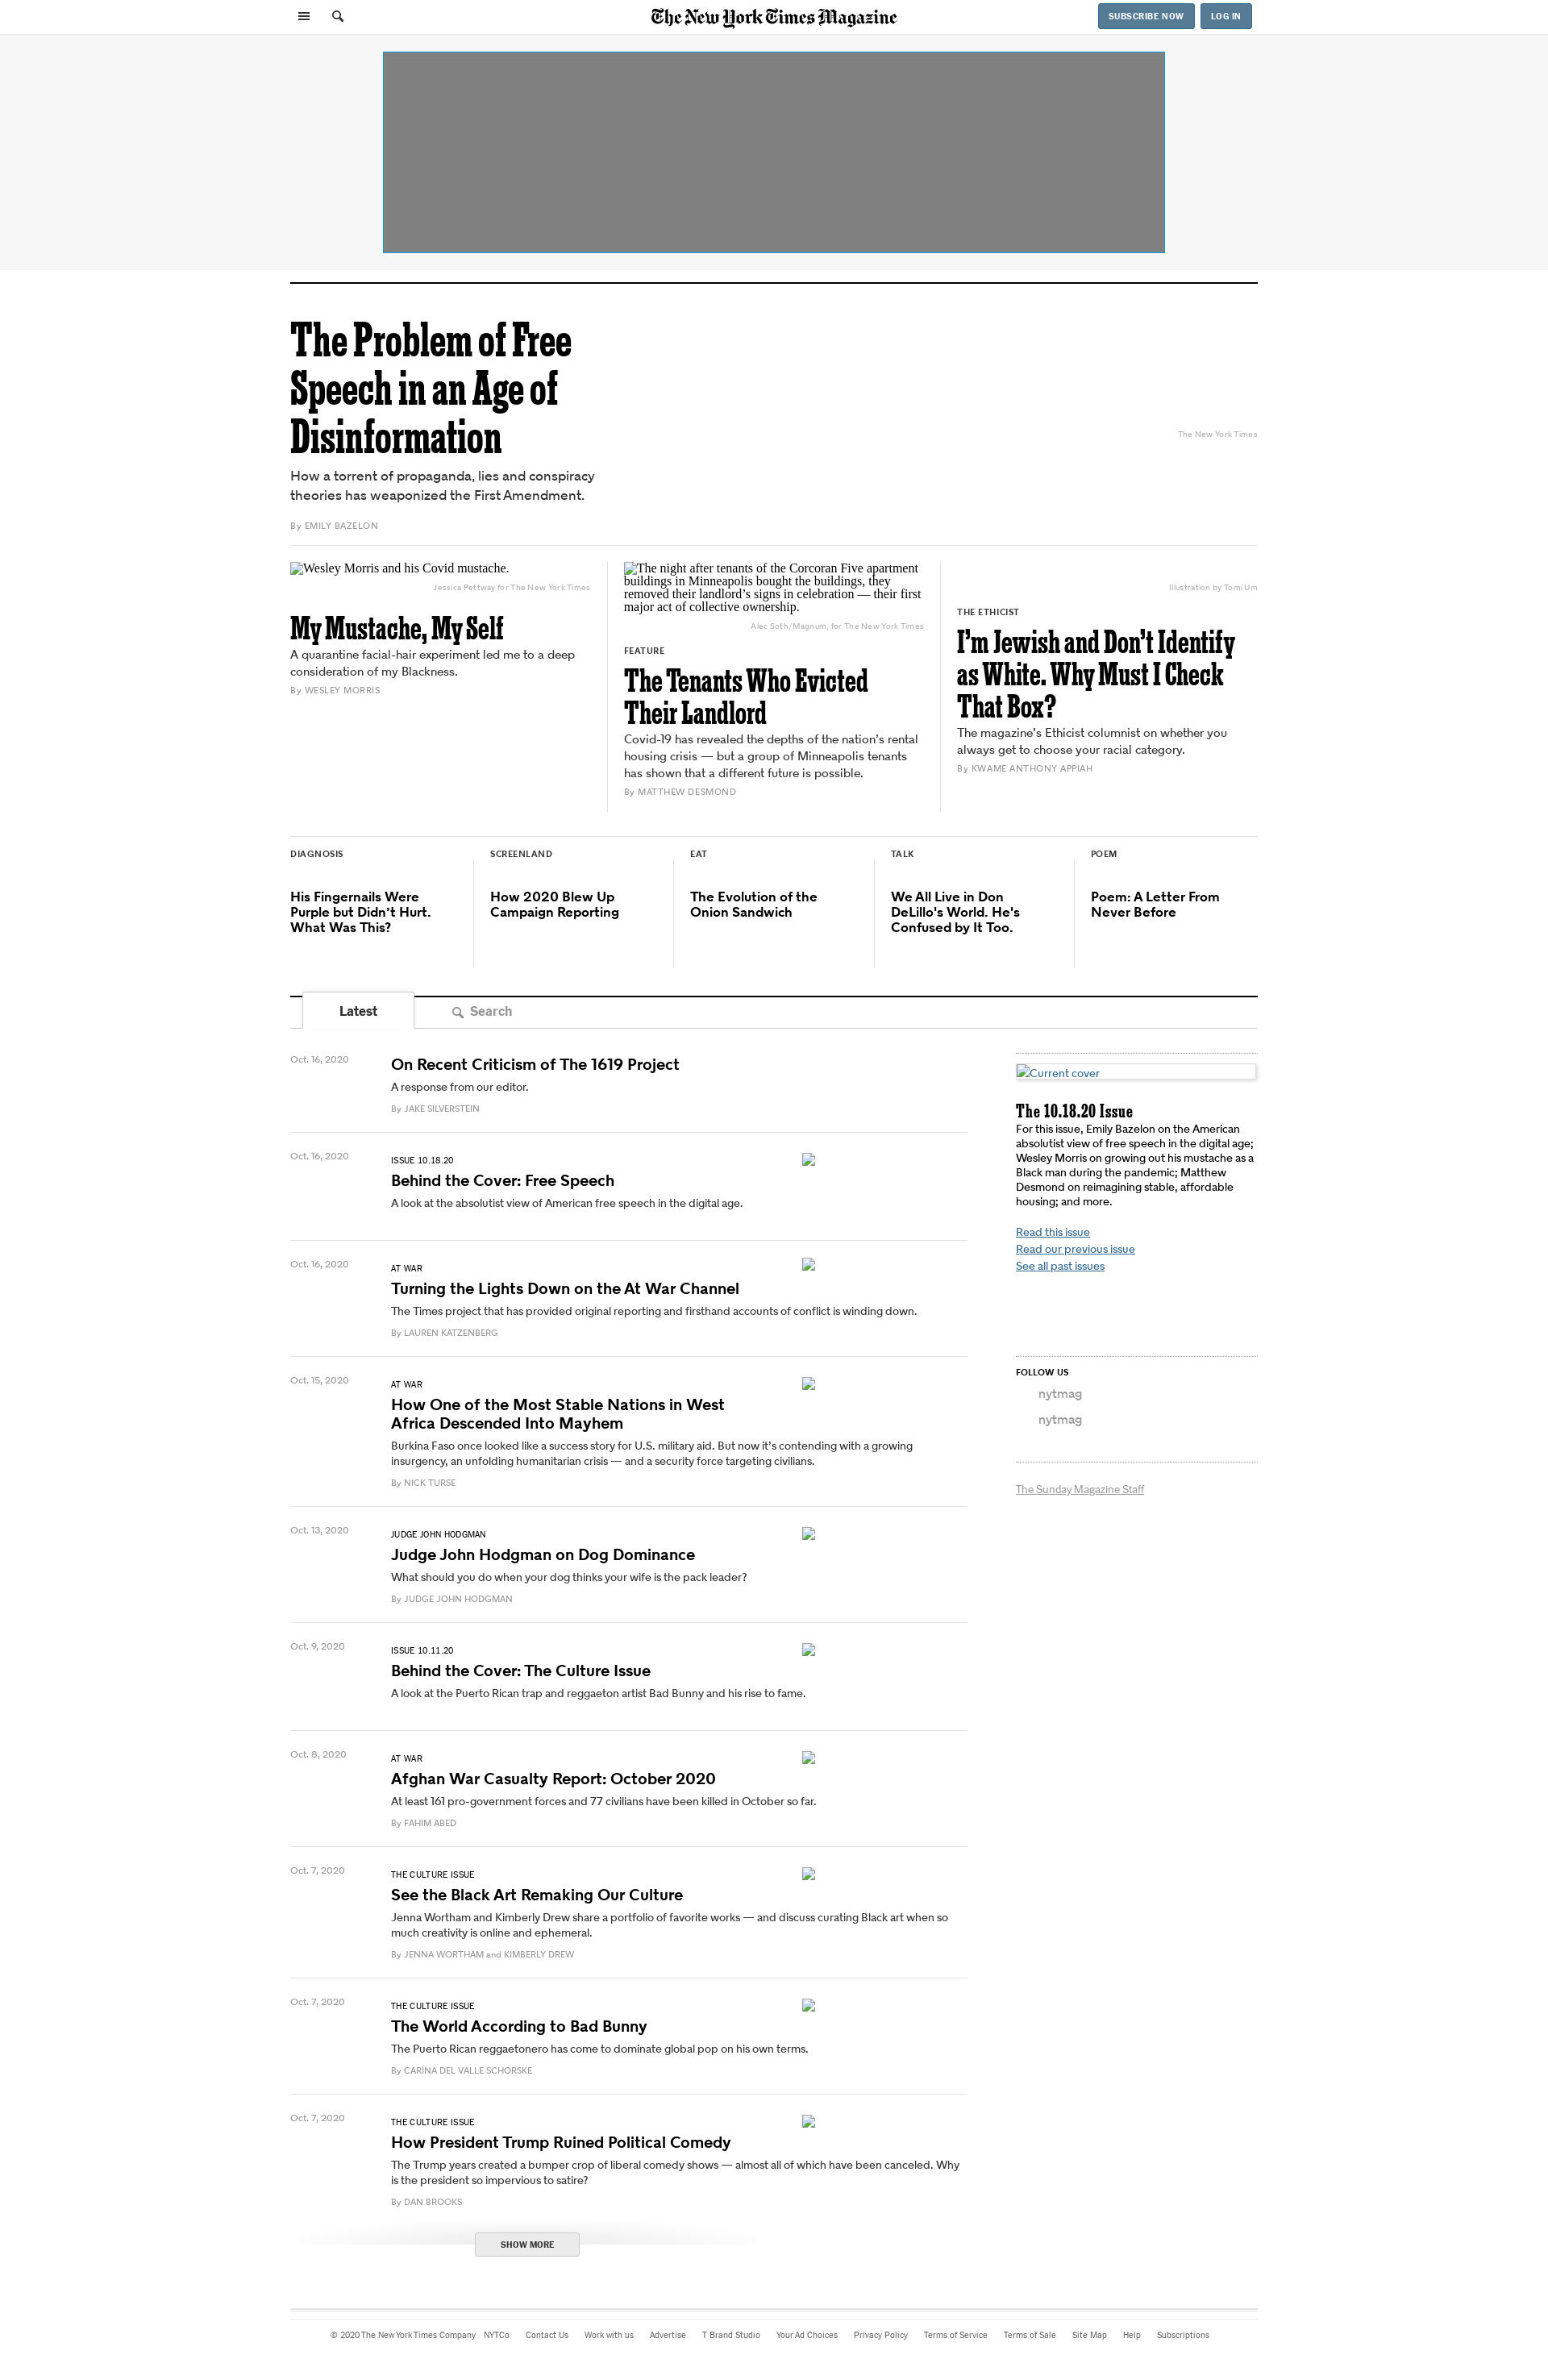 The New York Times Magazine
SUBSCRIBE NOW
LOG IN
The Problem of Free
Speech in an Age of
Disinformation
How a torrent of propaganda, lies and conspiracy
theories has weaponized the First Amendment.
By EMILY BAZELON
The New York Times
Wesley Morris and his Covid mustache.
Jessica Pettway for The New York Times
My Mustache, My Self
A quarantine facial-hair experiment led me to a deep
consideration of my Blackness.
By WESLEY MORRIS
The night after tenants of the Corcoran Five apartment
buildings in Minneapolis bought the buildings, they
removed their landlord’s signs in celebration — their first
major act of collective ownership.
Alec Soth/Magnum, for The New York Times
FEATURE
The Tenants Who Evicted
Their Landlord
Covid-19 has revealed the depths of the nation’s rental
housing crisis — but a group of Minneapolis tenants
has shown that a different future is possible.
By MATTHEW DESMOND
Illustration by Tomi Um
THE ETHICIST
I’m Jewish and Don’t Identify
as White. Why Must I Check
That Box?
The magazine’s Ethicist columnist on whether you
always get to choose your racial category.
By KWAME ANTHONY APPIAH
DIAGNOSIS
His Fingernails Were
Purple but Didn’t Hurt.
What Was This?
SCREENLAND
How 2020 Blew Up
Campaign Reporting
EAT
The Evolution of the
Onion Sandwich
TALK
We All Live in Don
DeLillo's World. He's
Confused by It Too.
POEM
Poem: A Letter From
Never Before
Latest
Search
Oct. 16, 2020
On Recent Criticism of The 1619 Project
A response from our editor.
By JAKE SILVERSTEIN
Oct. 16, 2020
ISSUE 10.18.20
Behind the Cover: Free Speech
A look at the absolutist view of American free speech in the digital age.
Oct. 16, 2020
AT WAR
Turning the Lights Down on the At War Channel
The Times project that has provided original reporting and firsthand accounts of conflict is winding down.
By LAUREN KATZENBERG
Oct. 15, 2020
AT WAR
How One of the Most Stable Nations in West
Africa Descended Into Mayhem
Burkina Faso once looked like a success story for U.S. military aid. But now it’s contending with a growing
insurgency, an unfolding humanitarian crisis — and a security force targeting civilians.
By NICK TURSE
Oct. 13, 2020
JUDGE JOHN HODGMAN
Judge John Hodgman on Dog Dominance
What should you do when your dog thinks your wife is the pack leader?
By JUDGE JOHN HODGMAN
Oct. 9, 2020
ISSUE 10.11.20
Behind the Cover: The Culture Issue
A look at the Puerto Rican trap and reggaeton artist Bad Bunny and his rise to fame.
Oct. 8, 2020
AT WAR
Afghan War Casualty Report: October 2020
At least 161 pro-government forces and 77 civilians have been killed in October so far.
By FAHIM ABED
Oct. 7, 2020
THE CULTURE ISSUE
See the Black Art Remaking Our Culture
Jenna Wortham and Kimberly Drew share a portfolio of favorite works — and discuss curating Black art when so
much creativity is online and ephemeral.
By JENNA WORTHAM and KIMBERLY DREW
Oct. 7, 2020
THE CULTURE ISSUE
The World According to Bad Bunny
The Puerto Rican reggaetonero has come to dominate global pop on his own terms.
By CARINA DEL VALLE SCHORSKE
Oct. 7, 2020
THE CULTURE ISSUE
How President Trump Ruined Political Comedy
The Trump years created a bumper crop of liberal comedy shows — almost all of which have been canceled. Why
is the president so impervious to satire?
By DAN BROOKS
SHOW MORE
Current cover
The 10.18.20 Issue
For this issue, Emily Bazelon on the American
absolutist view of free speech in the digital age;
Wesley Morris on growing out his mustache as a
Black man during the pandemic; Matthew
Desmond on reimagining stable, affordable
housing; and more.
Read this issue
Read our previous issue
See all past issues
FOLLOW US
nytmag
nytmag
The Sunday Magazine Staff
© 2020 The New York Times Company NYTCo Contact Us Work with us Advertise T Brand Studio Your Ad Choices Privacy Policy Terms of Service Terms of Sale Site Map Help Subscriptions